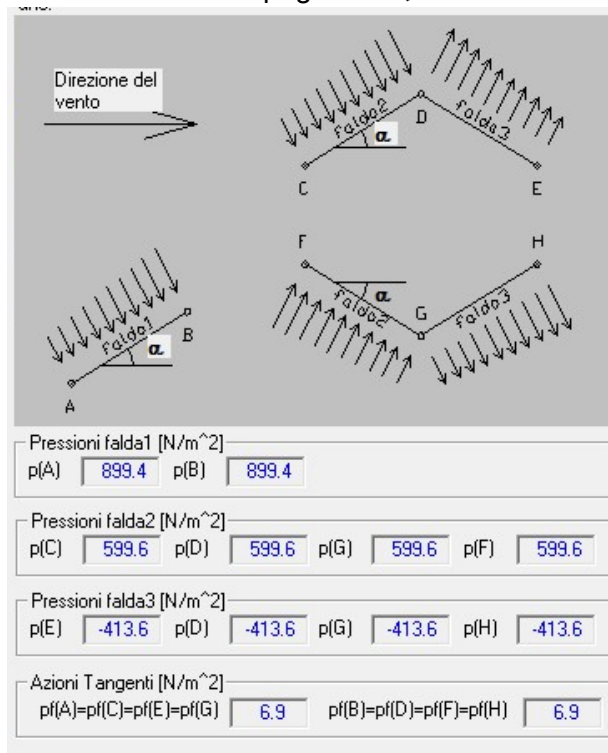 Direzione del
vento
falda2
α
D
falda3
C
E
F
H
falda2
α
G
falda3
falda1
α
B
A
Pressioni falda1 [N/m^2]
p(A) 899.4 p(B) 899.4
Pressioni falda2 [N/m^2]
p(C) 599.6 p(D) 599.6 p(G) 599.6 p(F) 599.6
Pressioni falda3 [N/m^2]
p(E) -413.6 p(D) -413.6 p(G) -413.6 p(H) -413.6
Azioni Tangenti [N/m^2]
pf(A)=pf(C)=pf(E)=pf(G) 6.9 pf(B)=pf(D)=pf(F)=pf(H) 6.9